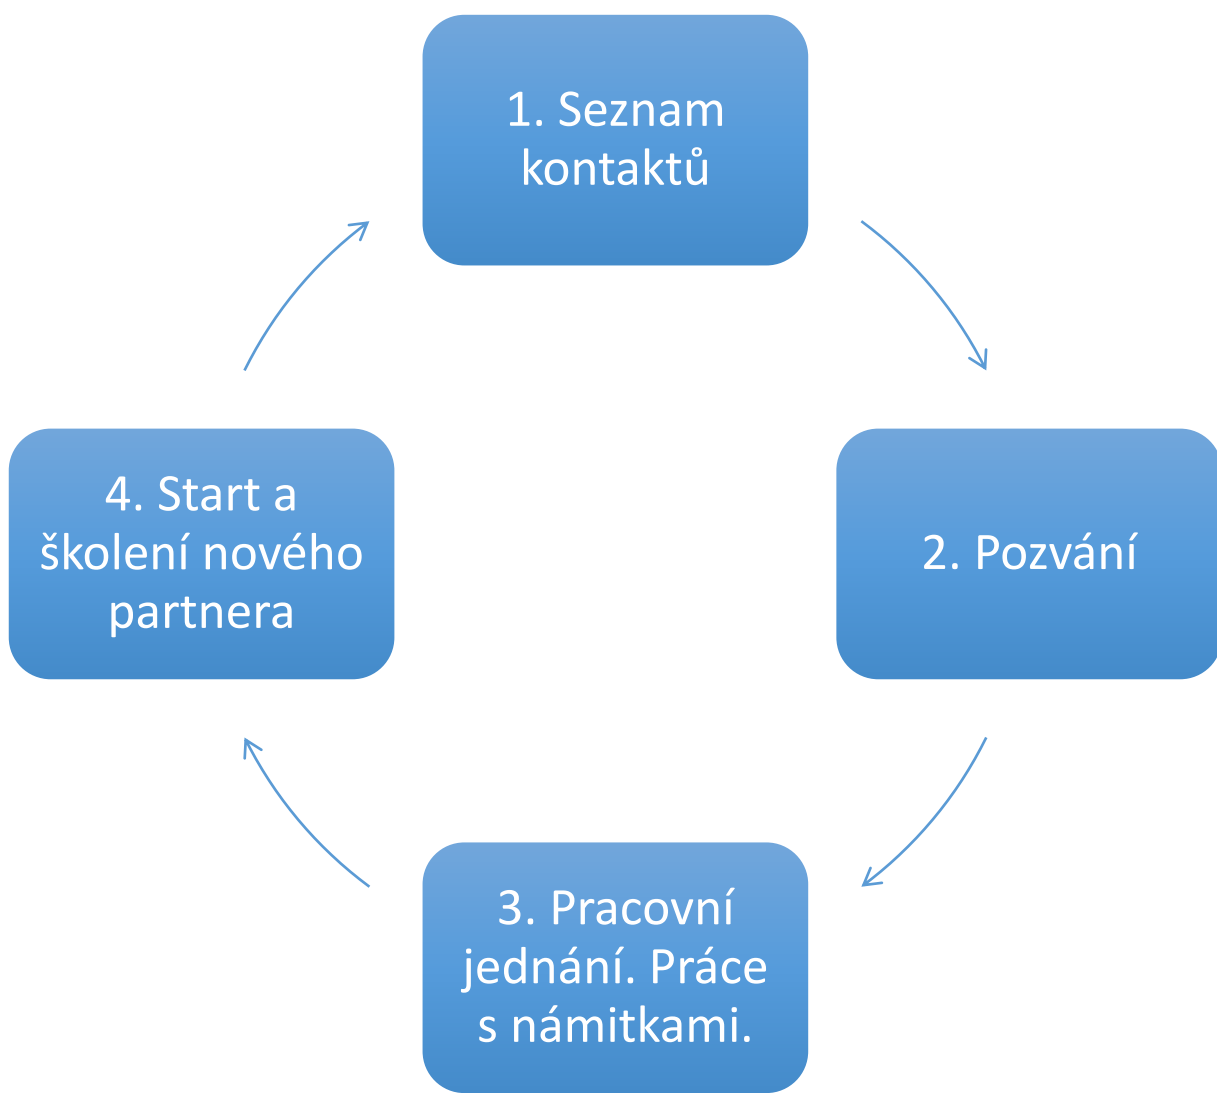 1. Seznam
kontaktů
2. Pozvání
3. Pracovní
jednání. Práce
s námitkami.
4. Start a
školení nového
partnera